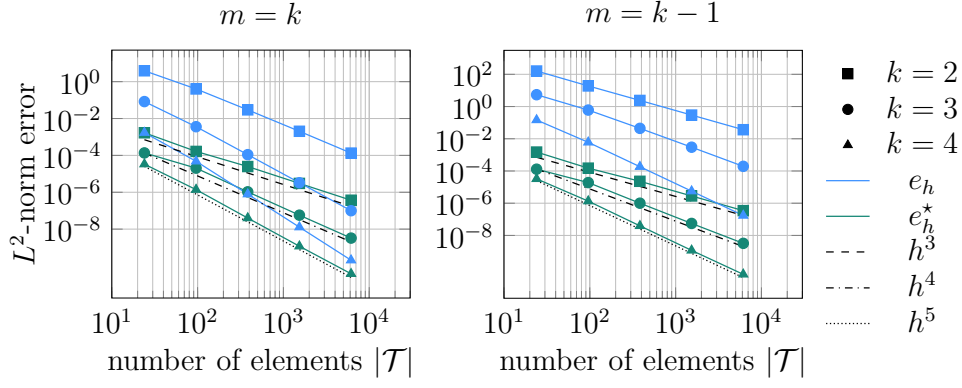 m = k
m = k − 1
L²-norm error
10⁰
10⁻²
10⁻⁴
10⁻⁶
10⁻⁸
10¹ 10² 10³ 10⁴
number of elements |𝒯|
10²
10⁰
10⁻²
10⁻⁴
10⁻⁶
10⁻⁸
10¹ 10² 10³ 10⁴
number of elements |𝒯|
k = 2
k = 3
k = 4
eₕ
eₕ⋆
h³
h⁴
h⁵